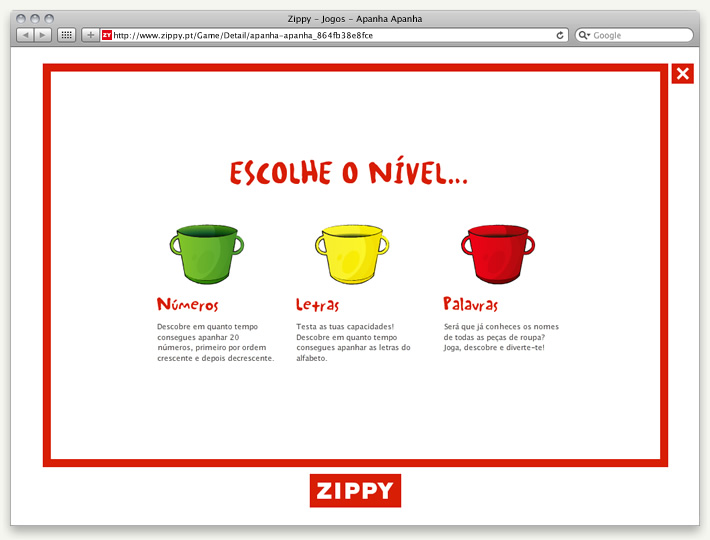 Zippy – Jogos – Apanha Apanha
ZY http://www.zippy.pt/Game/Detail/apanha-apanha_864fb38e8fce
Google
ESCOLHE O NÍVEL...
Números
Descobre em quanto tempo
consegues apanhar 20
números, primeiro por ordem
crescente e depois decrescente.
Letras
Testa as tuas capacidades!
Descobre em quanto tempo
consegues apanhar as letras do
alfabeto.
Palavras
Será que já conheces os nomes
de todas as peças de roupa?
Joga, descobre e diverte-te!
ZIPPY